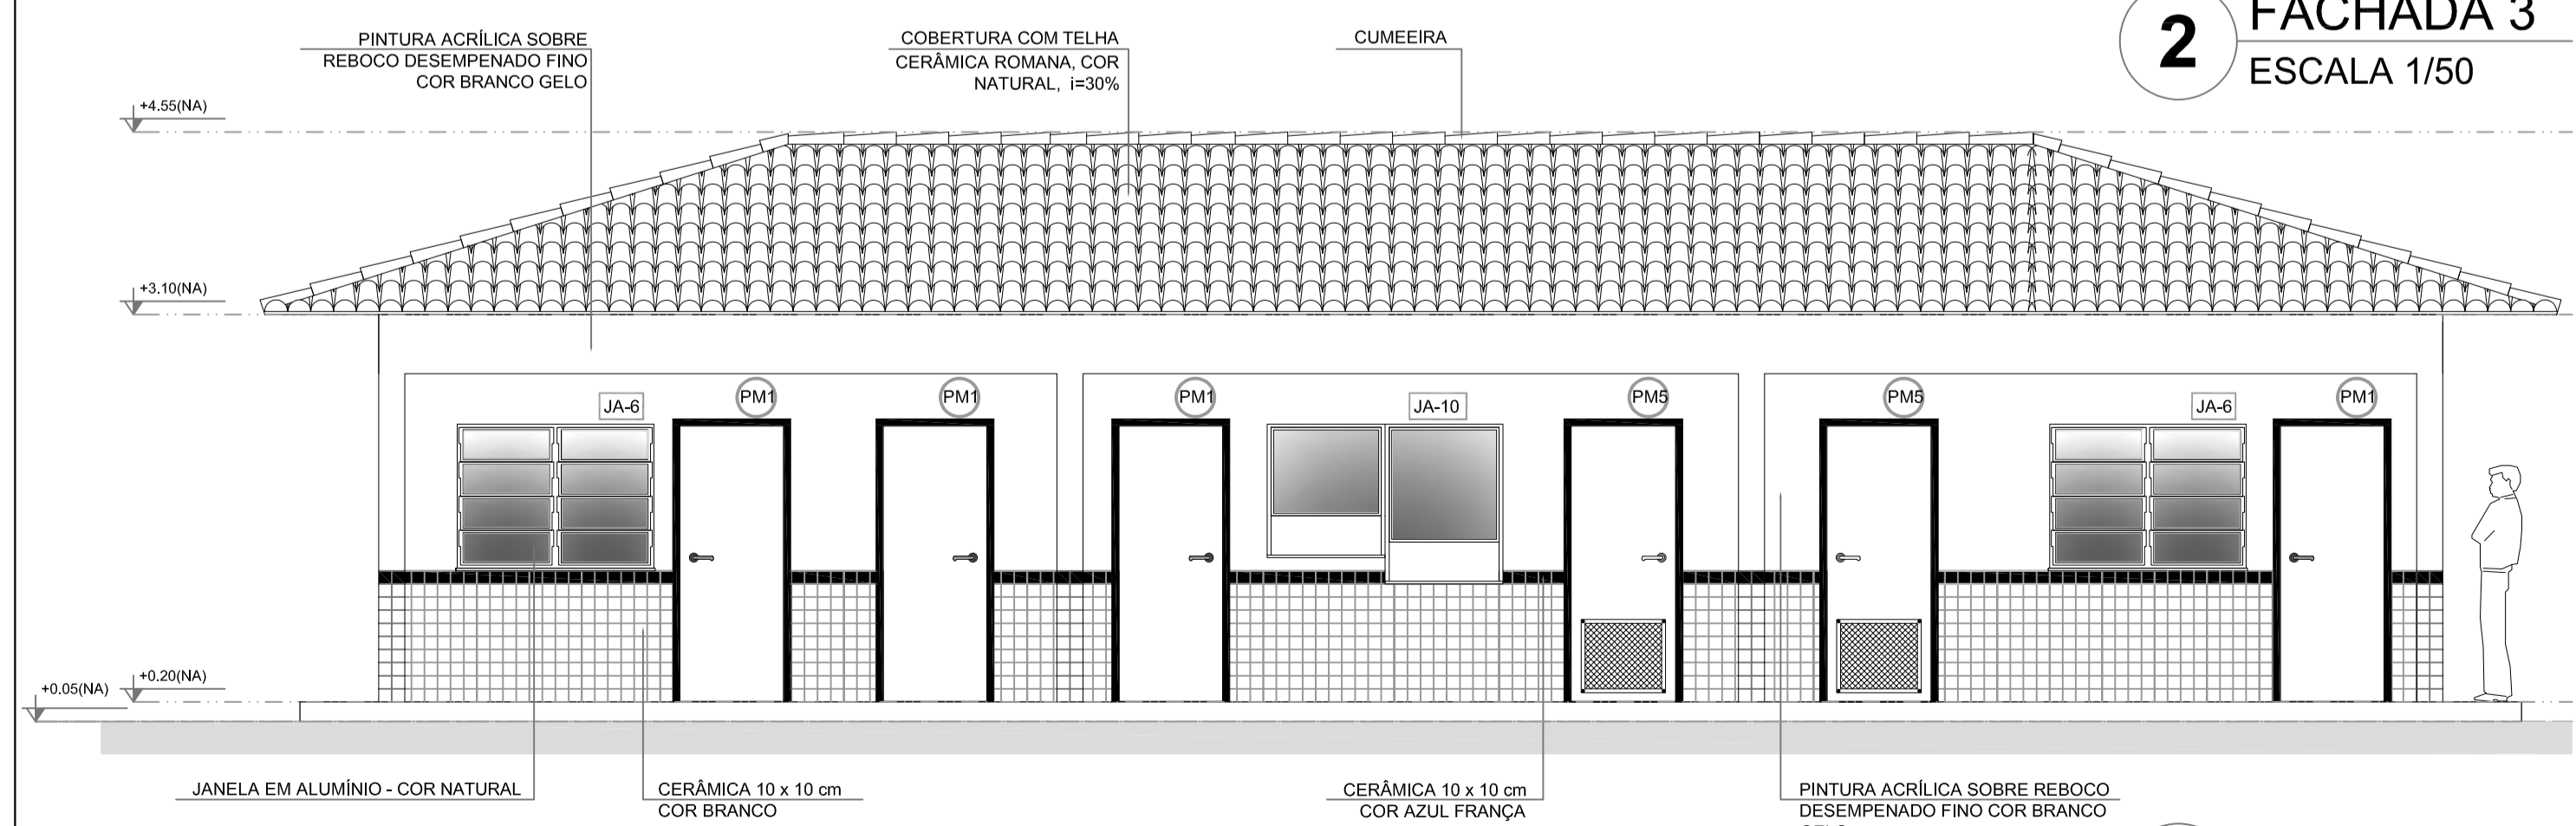 2
FACHADA 3
ESCALA 1/50
PINTURA ACRÍLICA SOBRE
REBOCO DESEMPENADO FINO
COR BRANCO GELO
COBERTURA COM TELHA
CERÂMICA ROMANA, COR
NATURAL, i=30%
CUMEEIRA
+4.55(NA)
+3.10(NA)
JA-6
PM1
PM1
PM1
JA-10
PM5
PM5
JA-6
PM1
+0.20(NA)
+0.05(NA)
JANELA EM ALUMÍNIO - COR NATURAL
CERÂMICA 10 x 10 cm
COR BRANCO
CERÂMICA 10 x 10 cm
COR AZUL FRANÇA
PINTURA ACRÍLICA SOBRE REBOCO
DESEMPENADO FINO COR BRANCO